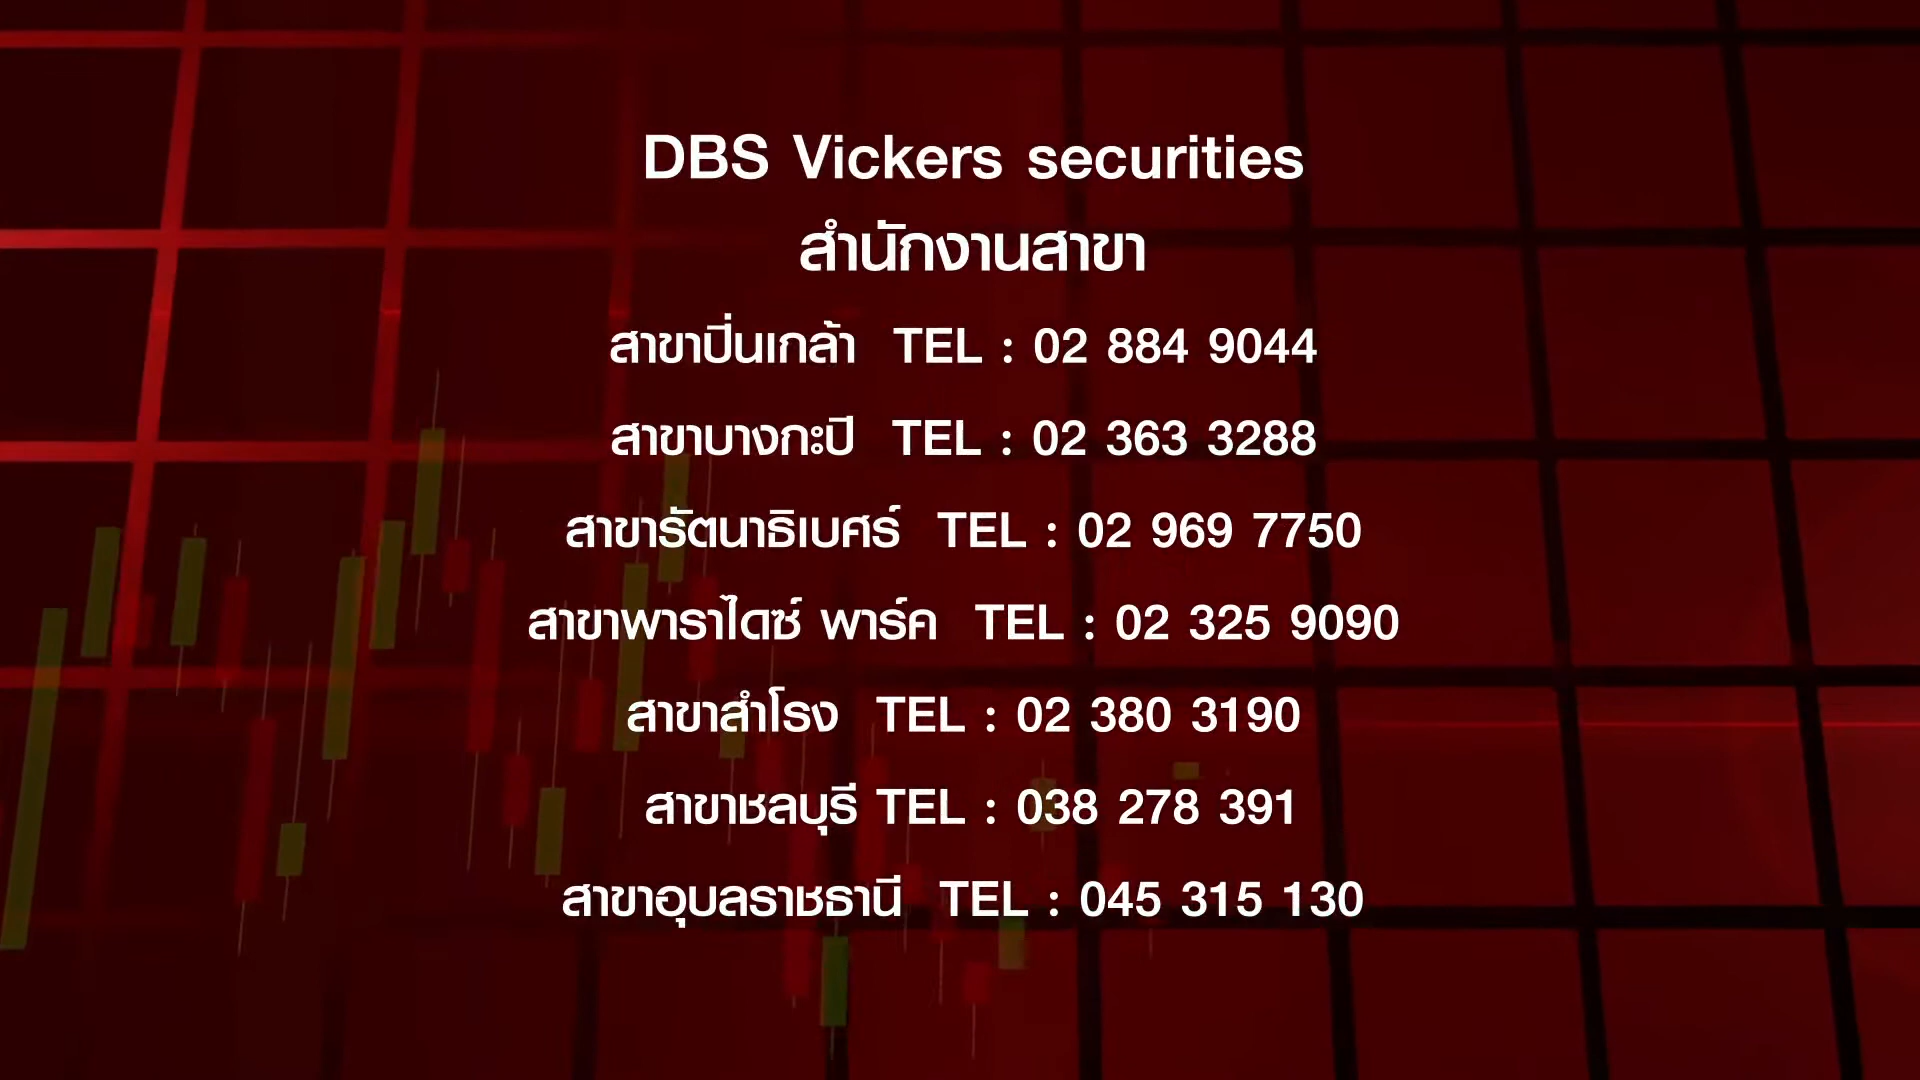 DBS Vickers securities
สำนักงานสาขา
สาขาปิ่นเกล้า TEL : 02 884 9044
สาขาบางกะปิ TEL : 02 363 3288
สาขารัตนาธิเบศร์ TEL : 02 969 7750
สาขาพาราไดซ์ พาร์ค TEL : 02 325 9090
สาขาสำโรง TEL : 02 380 3190
สาขาชลบุรี TEL : 038 278 391
สาขาอุบลราชธานี TEL : 045 315 130